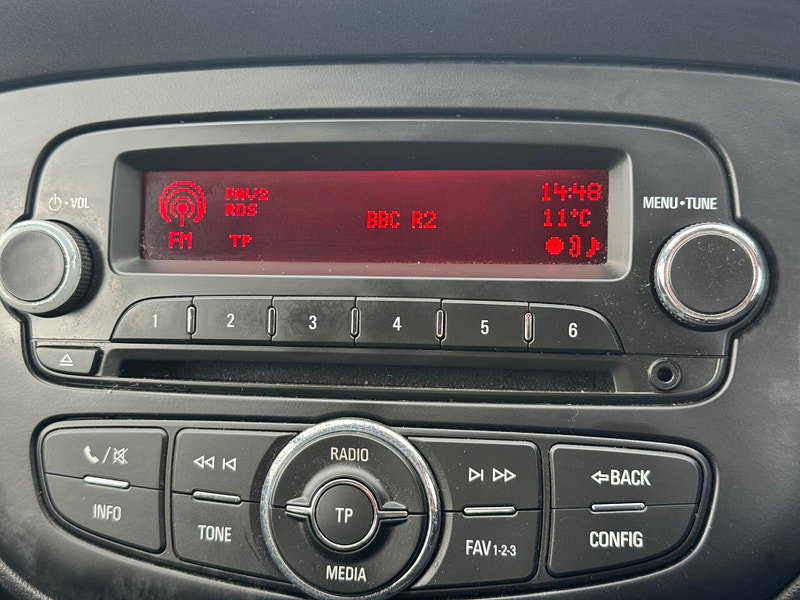 ⏻•VOL
FM
FAV2
RDS
TP
BBC R2
14:48
11°C
MENU•TUNE
1
2
3
4
5
6
RADIO
TP
MEDIA
INFO
TONE
FAV 1-2-3
BACK
CONFIG